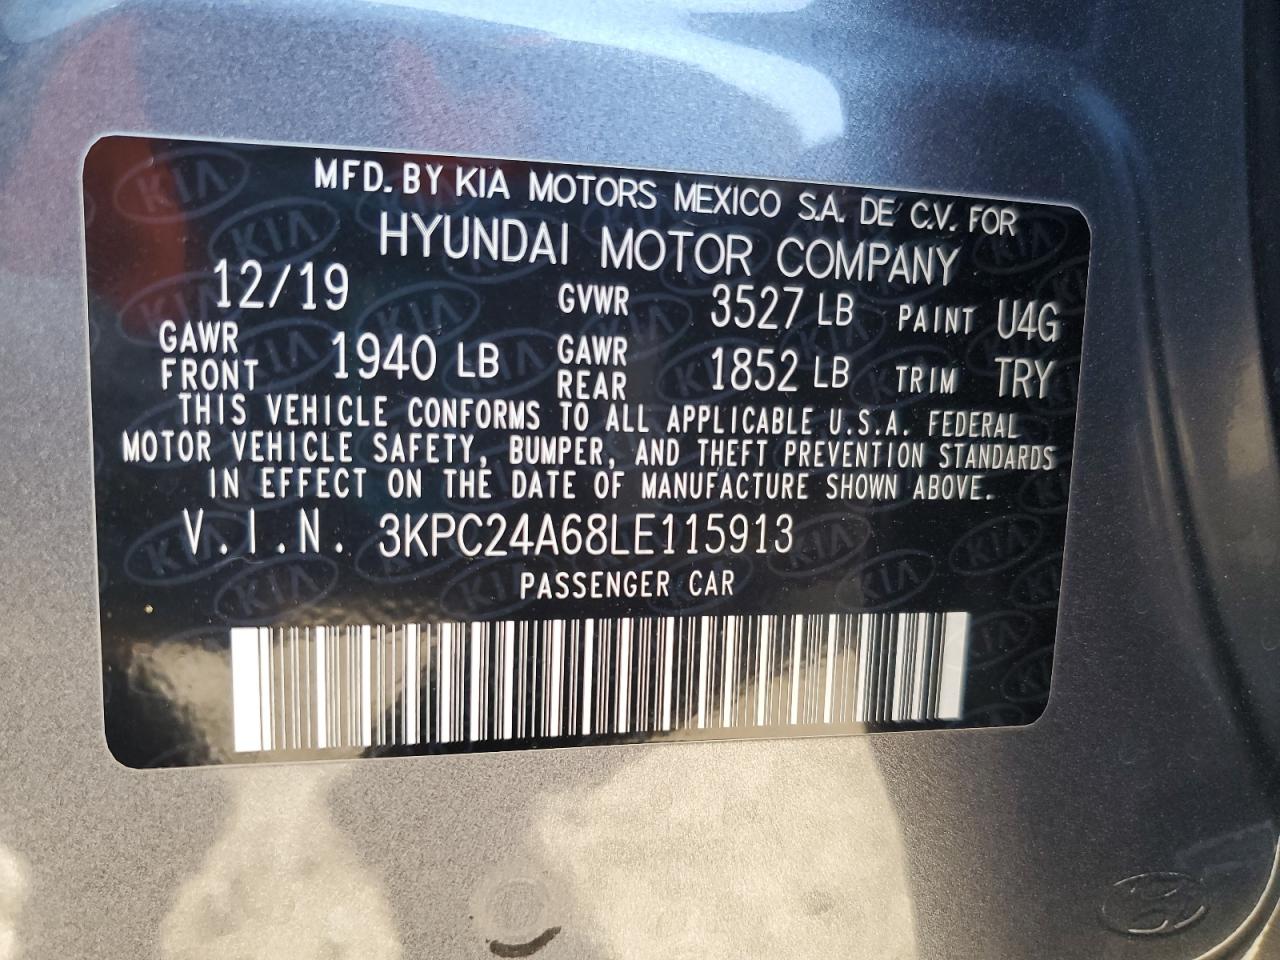 MFD. BY KIA MOTORS MEXICO S.A. DE C.V. FOR
HYUNDAI MOTOR COMPANY
12/19 GVWR 3527 LB PAINT U4G
GAWR FRONT 1940 LB GAWR REAR 1852 LB TRIM TRY
THIS VEHICLE CONFORMS TO ALL APPLICABLE U.S.A. FEDERAL
MOTOR VEHICLE SAFETY, BUMPER, AND THEFT PREVENTION STANDARDS
IN EFFECT ON THE DATE OF MANUFACTURE SHOWN ABOVE.
V.I.N. 3KPC24A68LE115913
PASSENGER CAR